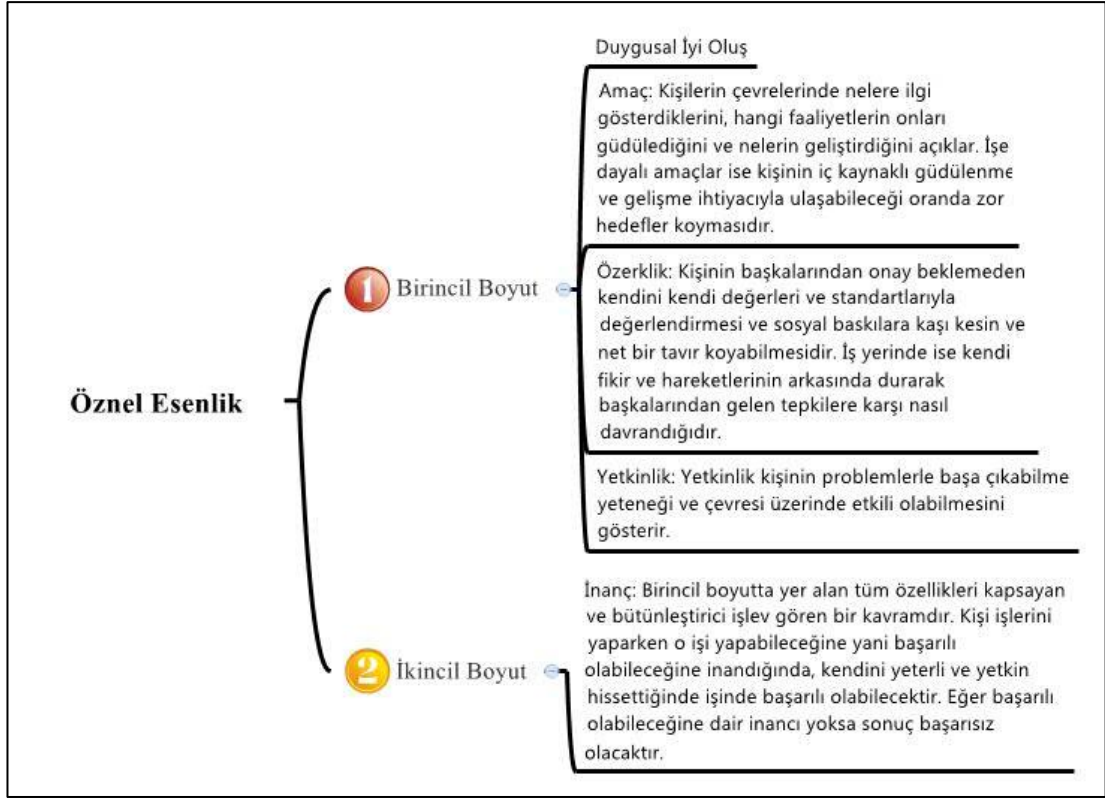 Öznel Esenlik
1 Birincil Boyut
Duygusal İyi Oluş
Amaç: Kişilerin çevrelerinde nelere ilgi
gösterdiklerini, hangi faaliyetlerin onları
güdülediğini ve nelerin geliştirdiğini açıklar. İşe
dayalı amaçlar ise kişinin iç kaynaklı güdülenme
ve gelişme ihtiyacıyla ulaşabileceği oranda zor
hedefler koymasıdır.
Özerklik: Kişinin başkalarından onay beklemeden
kendini kendi değerleri ve standartlarıyla
değerlendirmesi ve sosyal baskılara kaşı kesin ve
net bir tavır koyabilmesidir. İş yerinde ise kendi
fikir ve hareketlerinin arkasında durarak
başkalarından gelen tepkilere karşı nasıl
davrandığıdır.
Yetkinlik: Yetkinlik kişinin problemlerle başa çıkabilme
yeteneği ve çevresi üzerinde etkili olabilmesini
gösterir.
2 İkincil Boyut
İnanç: Birincil boyutta yer alan tüm özellikleri kapsayan
ve bütünleştirici işlev gören bir kavramdır. Kişi işlerini
yaparken o işi yapabileceğine yani başarılı
olabileceğine inandığında, kendini yeterli ve yetkin
hissettiğinde işinde başarılı olabilecektir. Eğer başarılı
olabileceğine dair inancı yoksa sonuç başarısız
olacaktır.